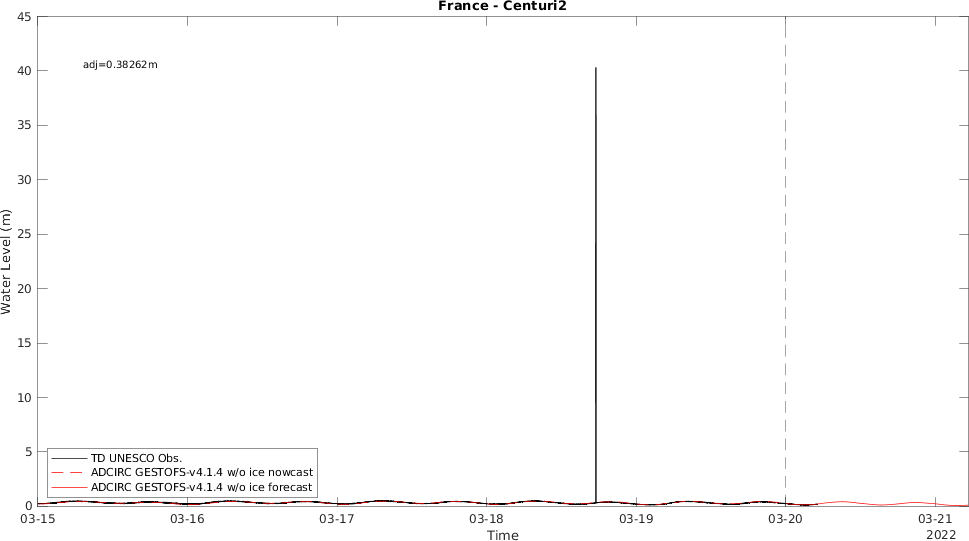 France - Centuri2
45
40
35
30
25
20
15
10
5
0
Water Level (m)
adj=0.38262m
TD UNESCO Obs.
ADCIRC GESTOFS-v4.1.4 w/o ice nowcast
ADCIRC GESTOFS-v4.1.4 w/o ice forecast
03-15 03-16 03-17 03-18 03-19 03-20 03-21
Time
2022